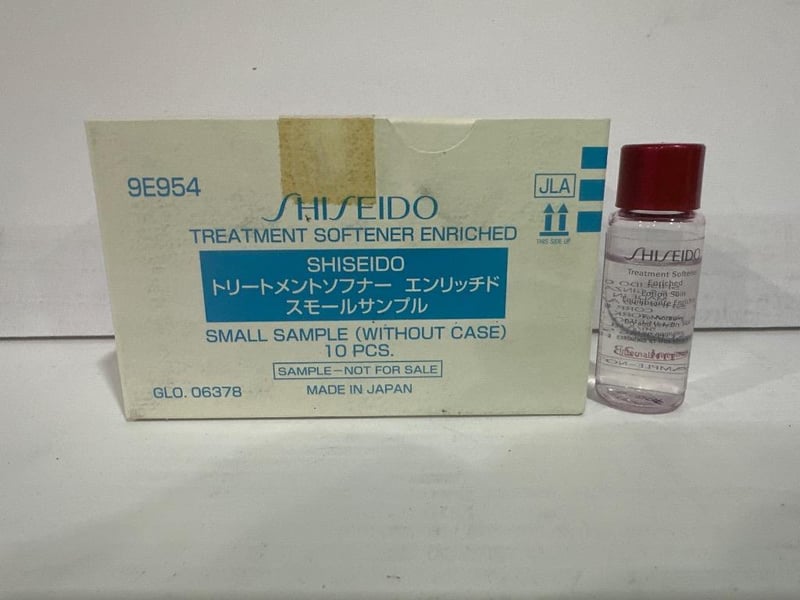 9E954
JLA
THIS SIDE UP
SHISEIDO
TREATMENT SOFTENER ENRICHED
SHISEIDO
トリートメントソフナー エンリッチド
スモールサンプル
SMALL SAMPLE (WITHOUT CASE)
10 PCS.
SAMPLE-NOT FOR SALE
GLO. 06378
MADE IN JAPAN
SHISEIDO
Treatment Softener
Enriched
Lotion Soin